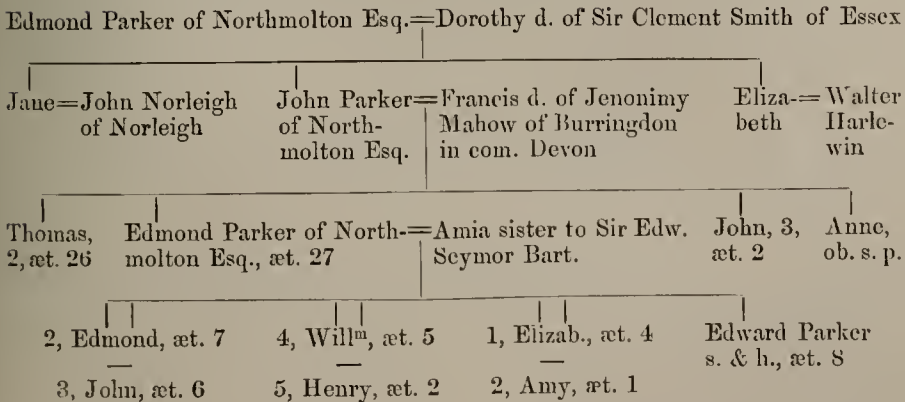 Edmond Parker of Northmolton Esq.=Dorothy d. of Sir Clement Smith of Essex
Jane=John Norleigh
of Norleigh
John Parker=Francis d. of Jenonimy
of North-
molton Esq.
Mahow of Burringdon
in com. Devon
Eliza-=Walter
beth
Harle-
win
Thomas,
2, æt. 26
Edmond Parker of North-=Amia sister to Sir Edw.
molton Esq., æt. 27
Seymor Bart.
John, 3,
æt. 2
Anne,
ob. s. p.
2, Edmond, æt. 7
3, John, æt. 6
4, Willᵐ, æt. 5
5, Henry, æt. 2
1, Elizab., æt. 4
2, Amy, æt. 1
Edward Parker
s. & h., æt. 8